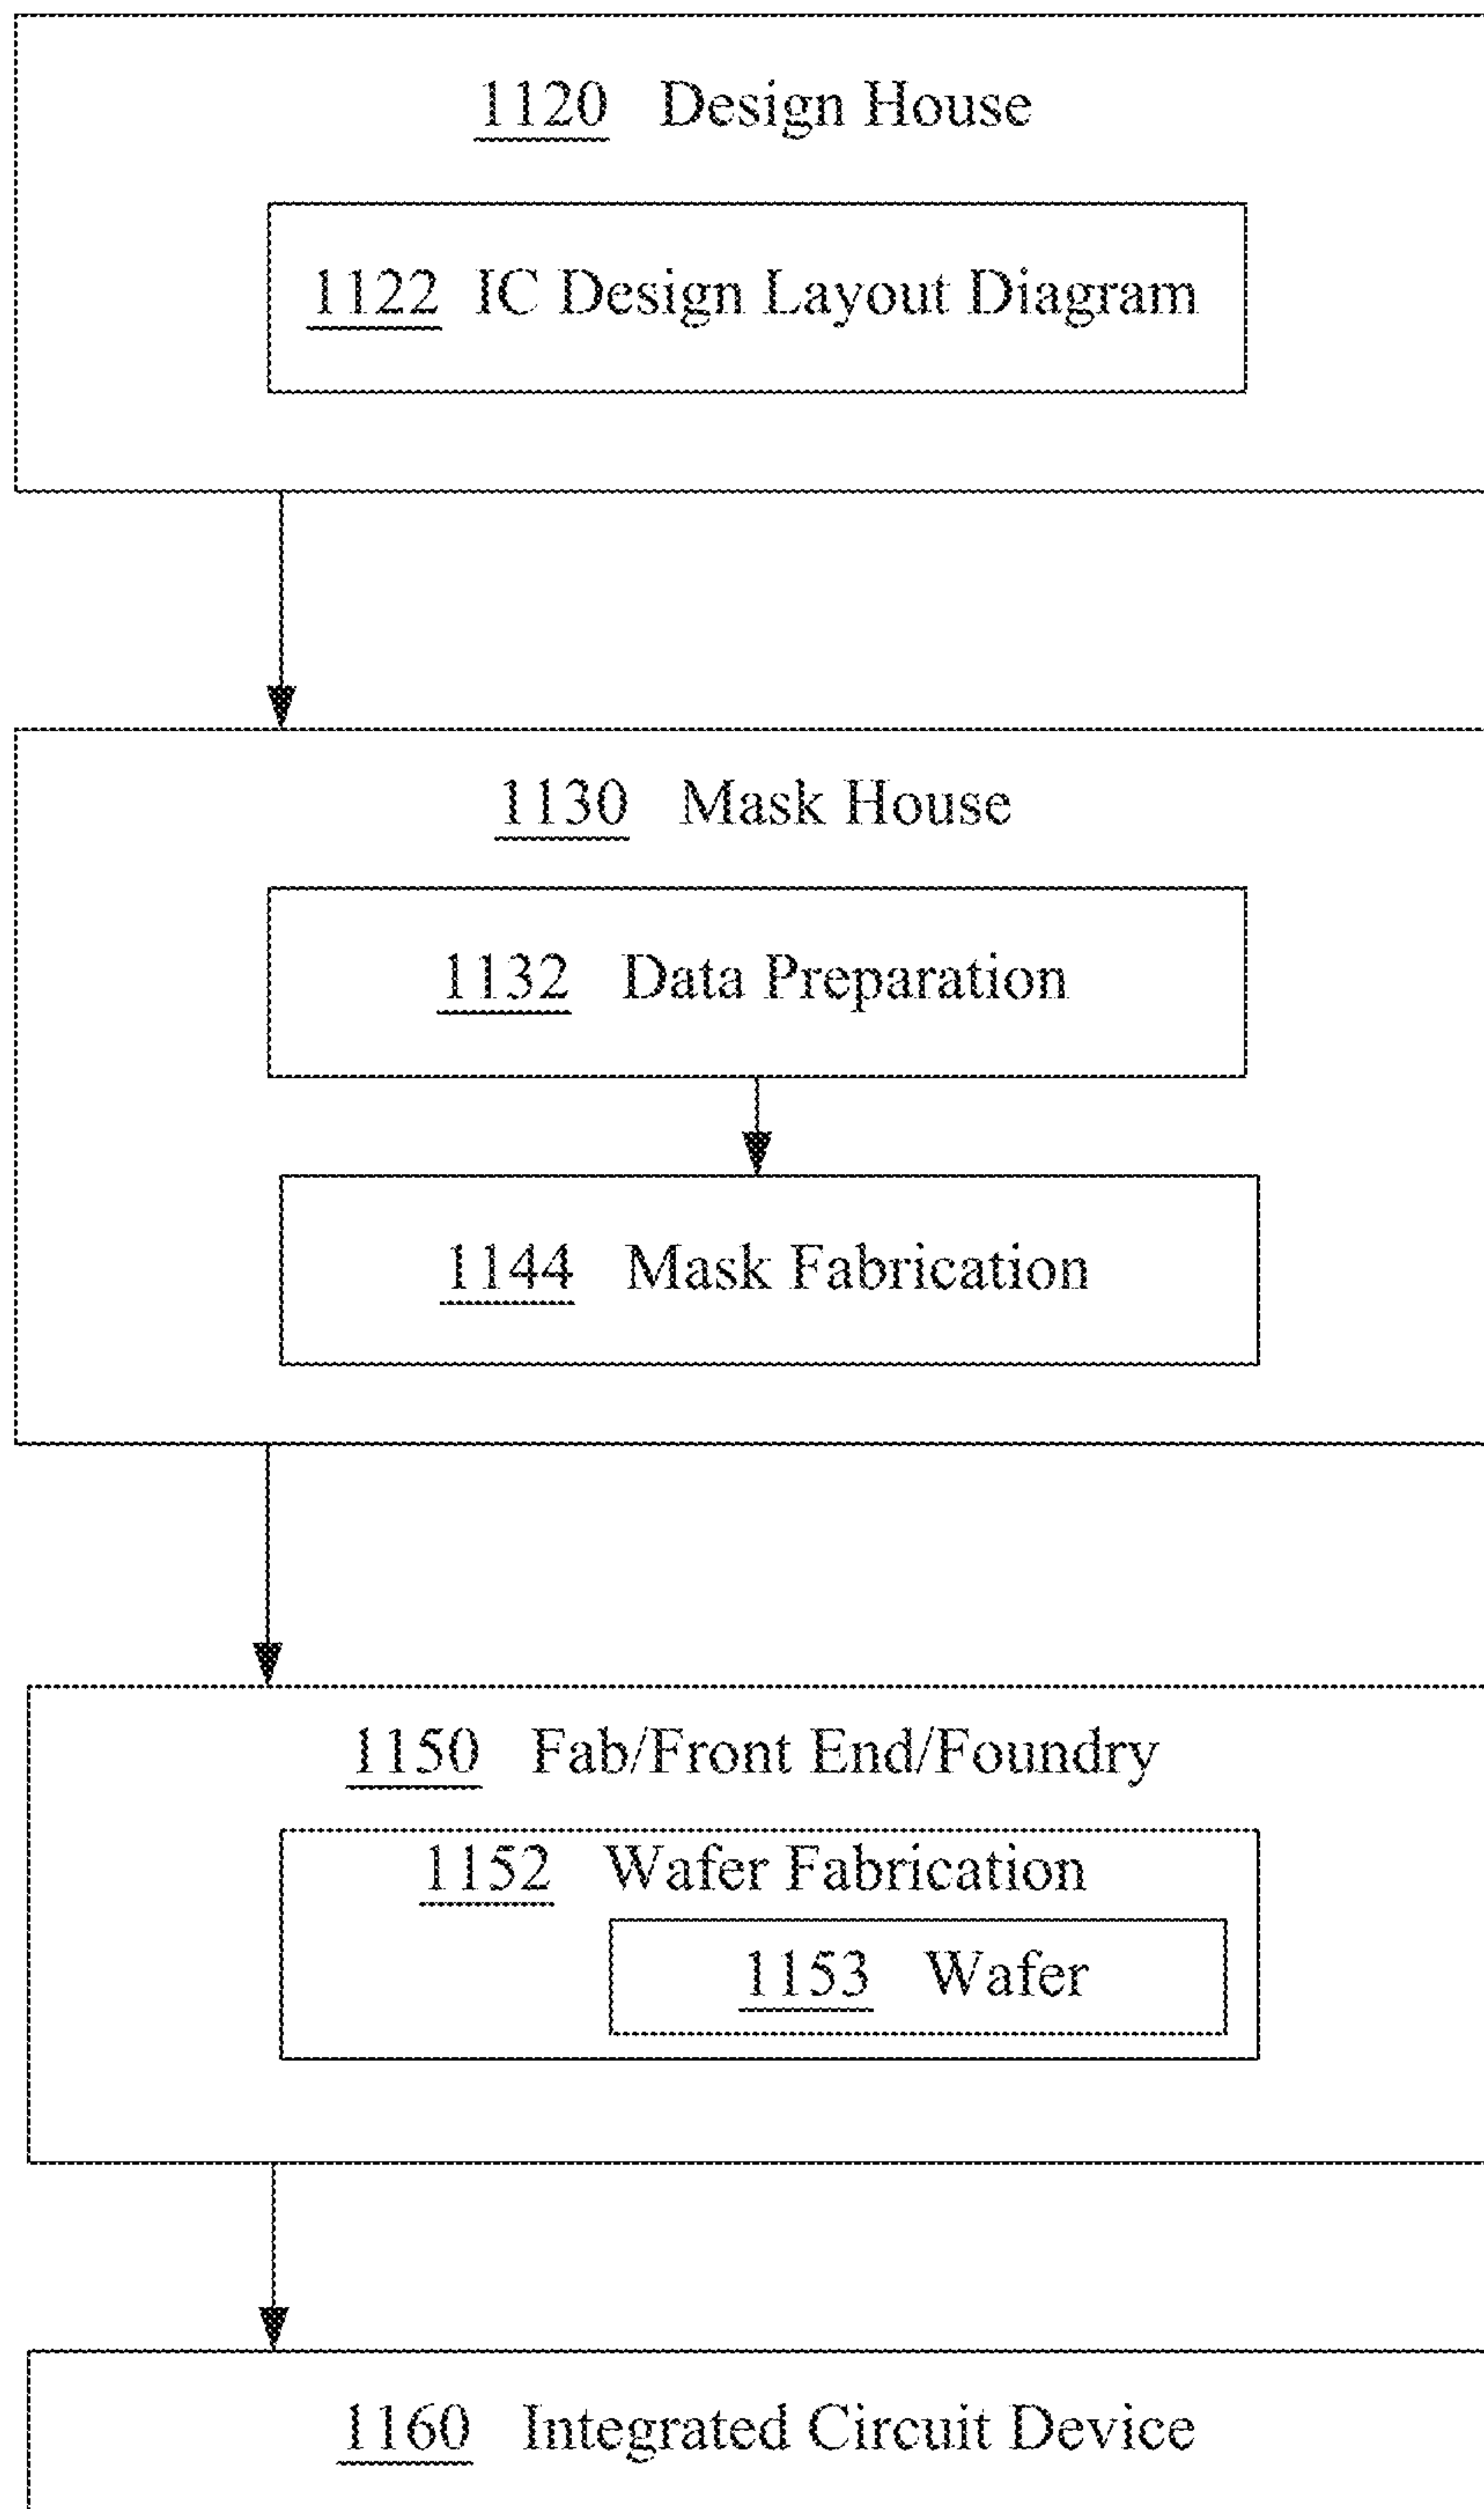 1120 Design House
1122 IC Design Layout Diagram
1130 Mask House
1132 Data Preparation
1144 Mask Fabrication
1150 Fab/Front End/Foundry
1152 Wafer Fabrication
1153 Wafer
1160 Integrated Circuit Device